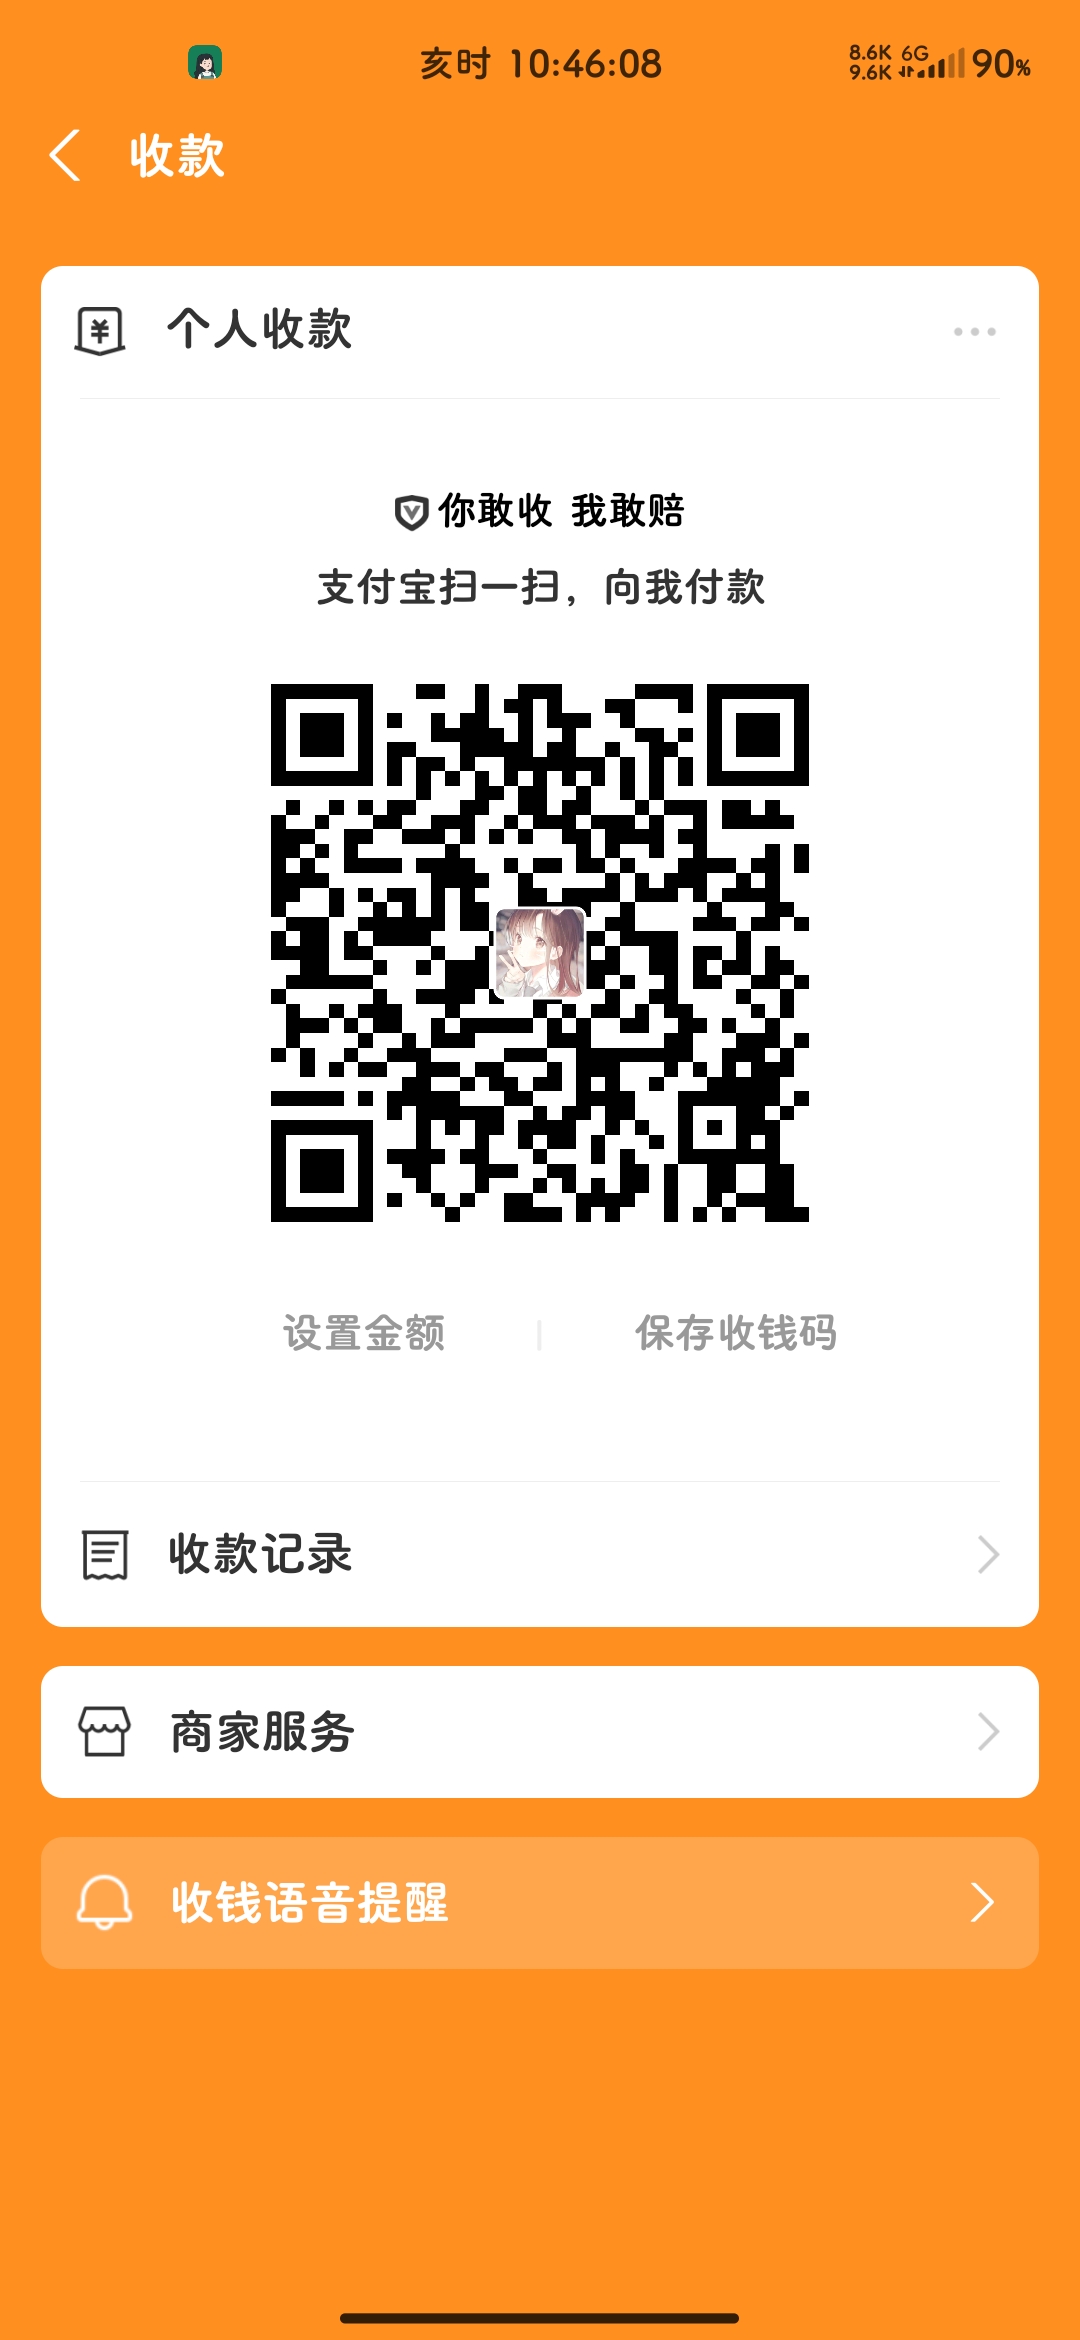 亥时 10:46:08
8.6K 6G
9.6K
90%
收款
个人收款
你敢收 我敢赔
支付宝扫一扫，向我付款
设置金额
保存收钱码
收款记录
商家服务
收钱语音提醒